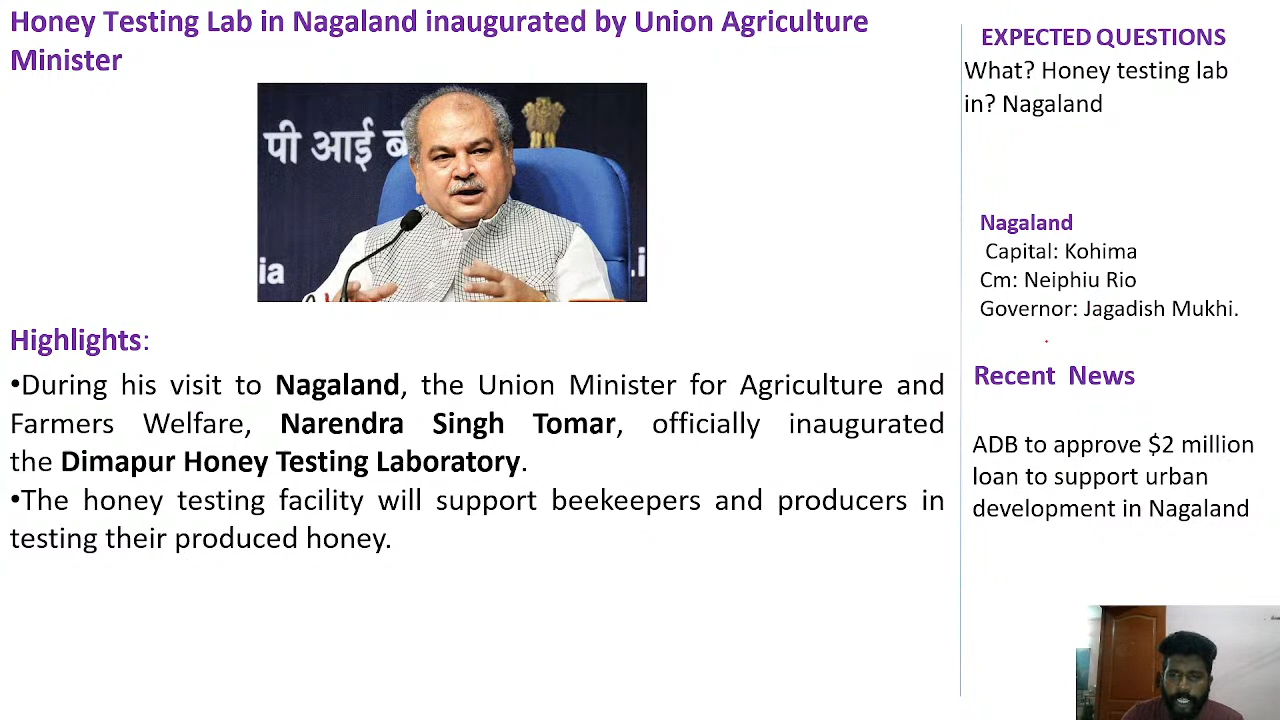 Honey Testing Lab in Nagaland inaugurated by Union Agriculture
Minister
पी आई ब
ia
.i
Highlights:
•During his visit to Nagaland, the Union Minister for Agriculture and
Farmers Welfare, Narendra Singh Tomar, officially inaugurated
the Dimapur Honey Testing Laboratory.
•The honey testing facility will support beekeepers and producers in
testing their produced honey.
EXPECTED QUESTIONS
What? Honey testing lab
in? Nagaland
Nagaland
Capital: Kohima
Cm: Neiphiu Rio
Governor: Jagadish Mukhi.
Recent News
ADB to approve $2 million
loan to support urban
development in Nagaland